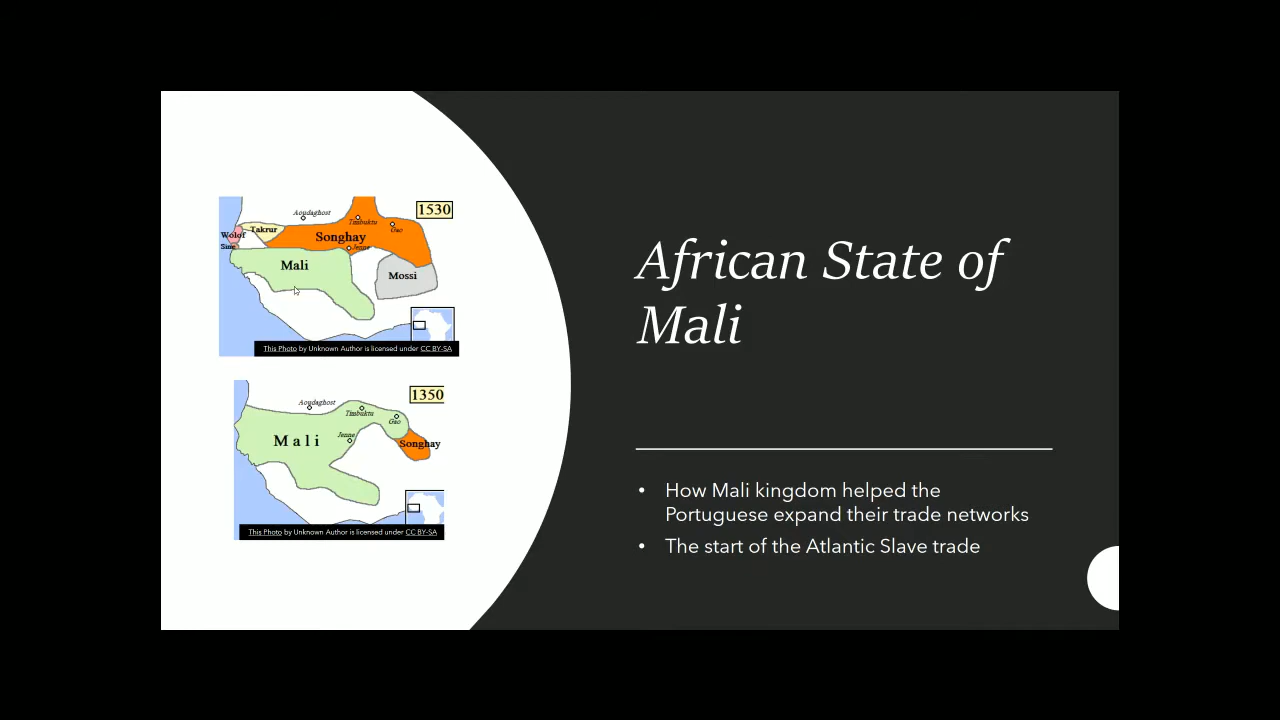 1530
Aoudaghost
Timbuktu
Gao
Takrur
Wolof
Songhay
Sine
Jenne
Mali
Mossi
This Photo by Unknown Author is licensed under CC BY-SA
1350
Aoudaghost
Timbuktu
Gao
Jenne
Mali
Songhay
This Photo by Unknown Author is licensed under CC BY-SA
African State of
Mali
• How Mali kingdom helped the
Portuguese expand their trade networks
• The start of the Atlantic Slave trade